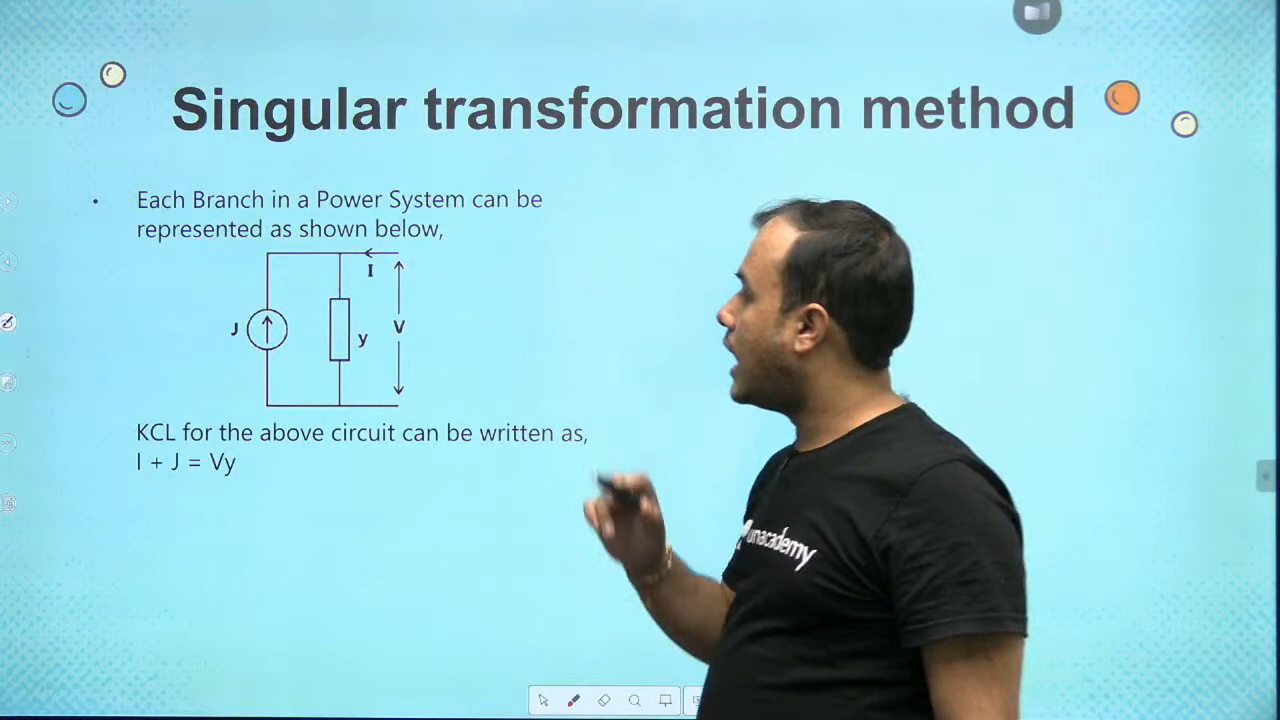 Singular transformation method
• Each Branch in a Power System can be
represented as shown below,
I
J
V
y
KCL for the above circuit can be written as,
I + J = Vy
unacademy